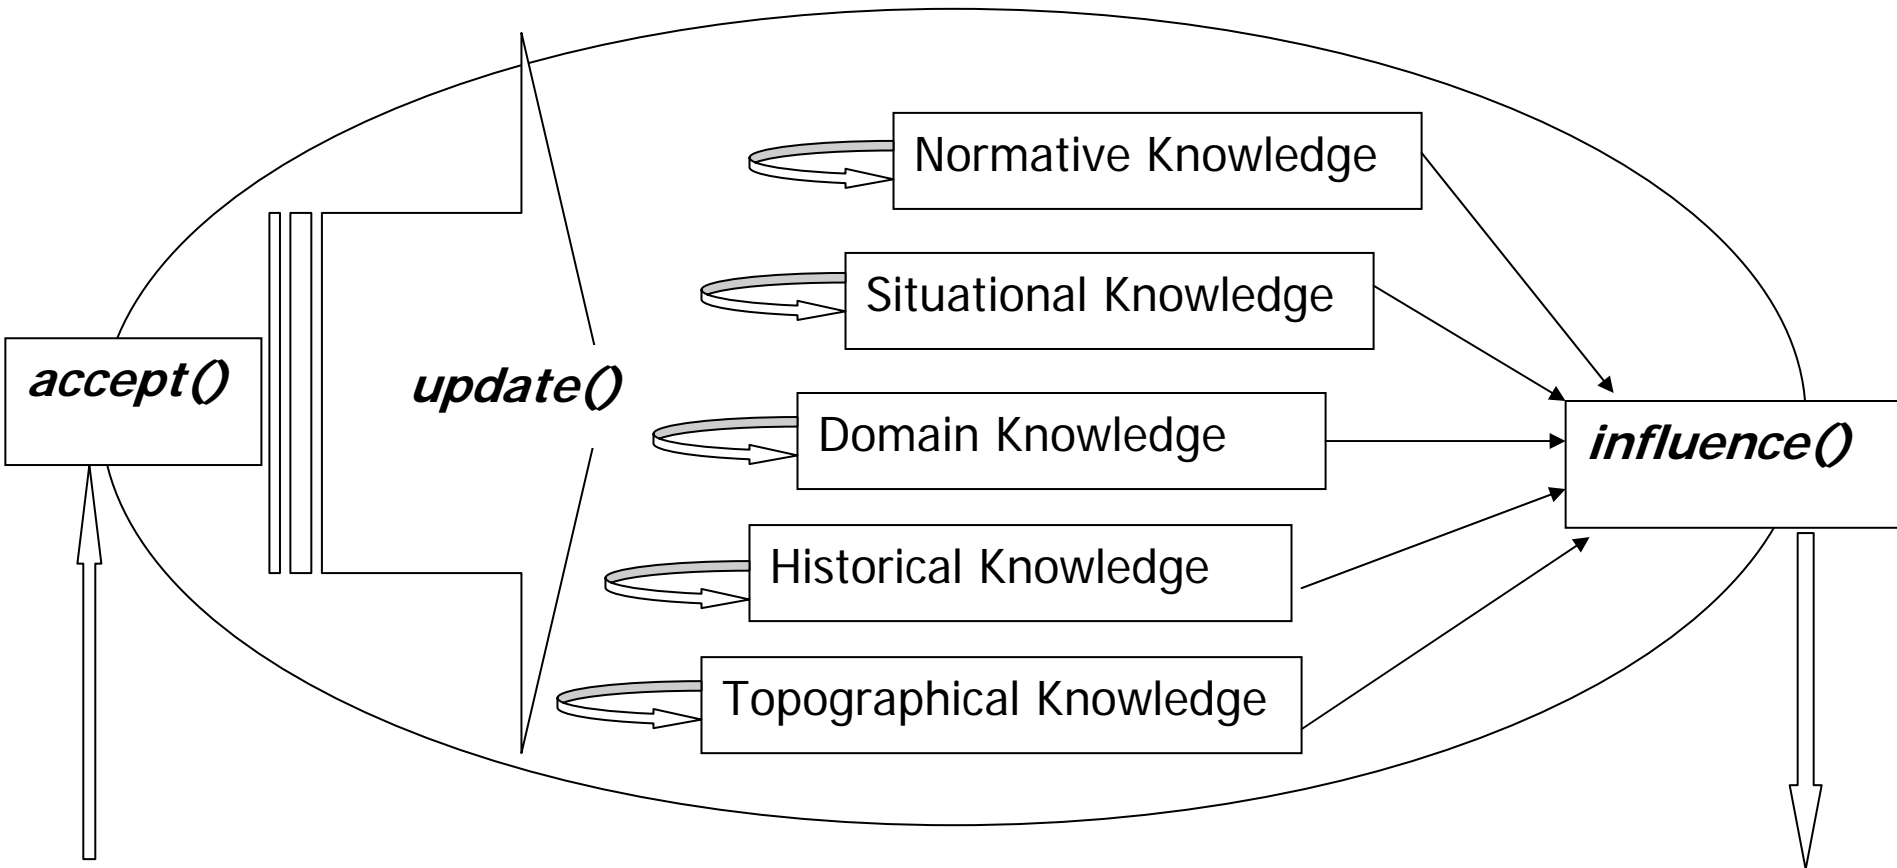 Normative Knowledge
Situational Knowledge
accept()
update()
Domain Knowledge
influence()
Historical Knowledge
Topographical Knowledge